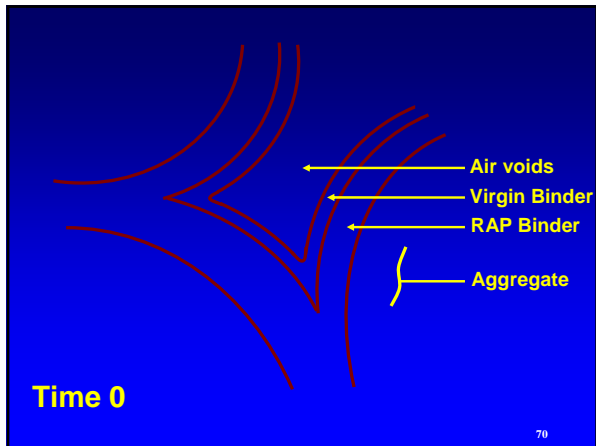 Air voids
Virgin Binder
RAP Binder
Aggregate
Time 0
70